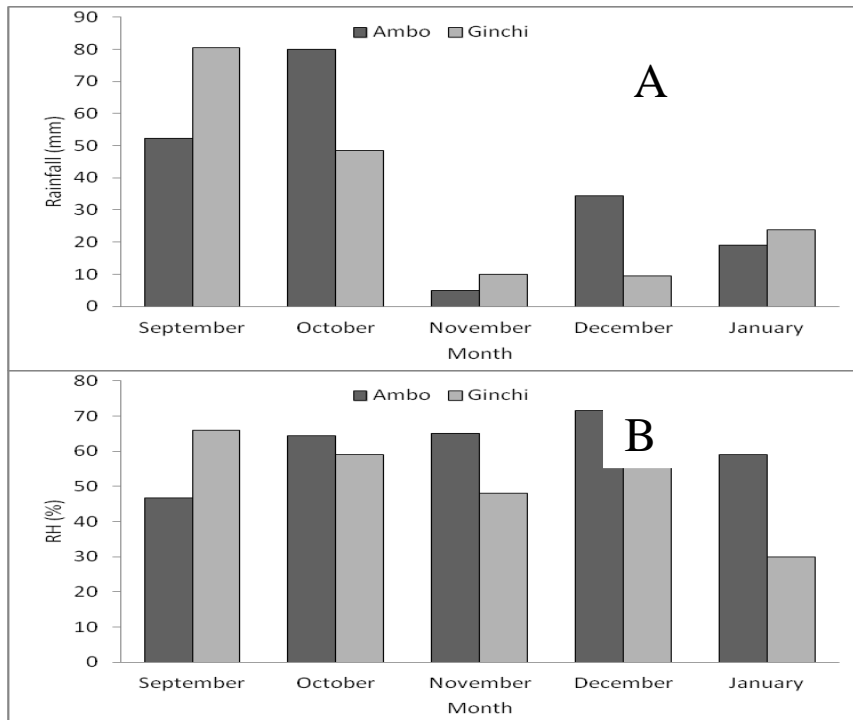 90
80
70
60
50
40
30
20
10
0
Rainfall (mm)
Ambo Ginchi
A
September October November December January
Month
80
70
60
50
40
30
20
10
0
RH (%)
Ambo Ginchi
B
September October November December January
Month